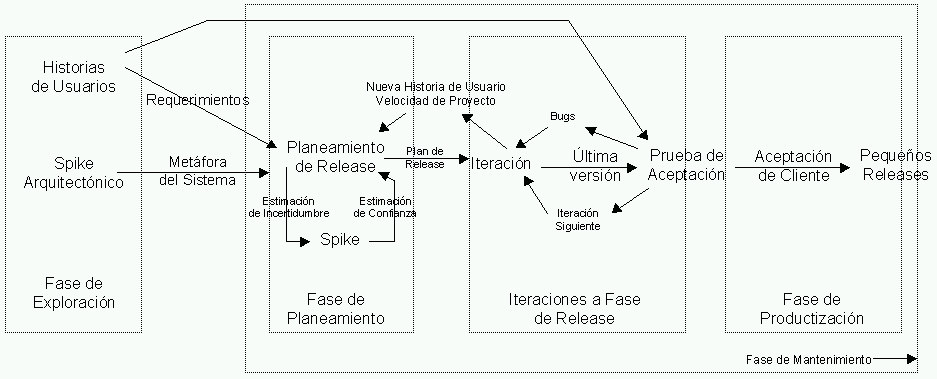 Historias
de Usuarios
Requerimientos
Spike
Arquitectónico
Metáfora
del Sistema
Fase de
Exploración
Nueva Historia de Usuario
Velocidad de Proyecto
Planeamiento
de Release
Plan de
Release
Estimación
de Incertidumbre
Estimación
de Confianza
Spike
Fase de
Planeamiento
Bugs
Iteración
Última
versión
Prueba de
Aceptación
Iteración
Siguiente
Iteraciones a Fase
de Release
Aceptación
de Cliente
Pequeños
Releases
Fase de
Productización
Fase de Mantenimiento